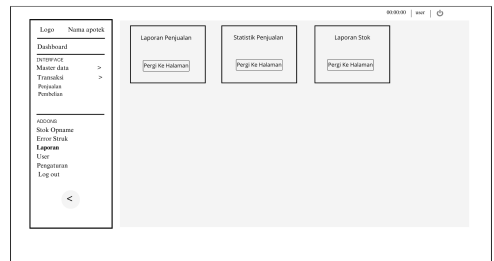 00:00:00 user
Logo Nama apotek
Dashboard
INTERFACE
Master data >
Transaksi >
Penjualan
Pembelian
ADDONS
Stok Opname
Error Struk
Laporan
User
Pengaturan
Log out
<
Laporan Penjualan
Pergi Ke Halaman
Statistik Penjualan
Pergi Ke Halaman
Laporan Stok
Pergi Ke Halaman